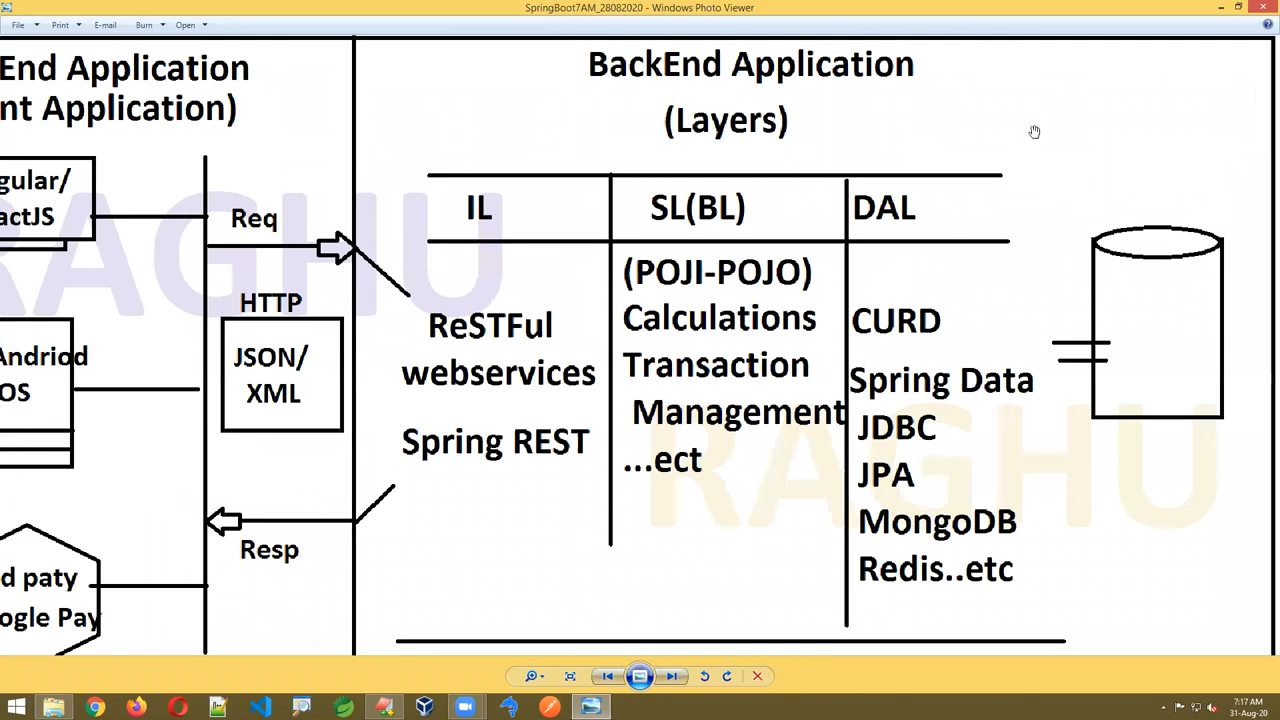 SpringBoot7AM_28082020 - Windows Photo Viewer
File Print E-mail Burn Open
End Application
nt Application)
gular/
actJS
Andriod
OS
d paty
ogle Pay
Req
HTTP
JSON/
XML
Resp
BackEnd Application
(Layers)
IL SL(BL) DAL
ReSTFul
webservices
Spring REST
(POJI-POJO)
Calculations
Transaction
Management
...ect
CURD
Spring Data
JDBC
JPA
MongoDB
Redis..etc
RAGHU
RAGHU
7:17 AM
31-Aug-20